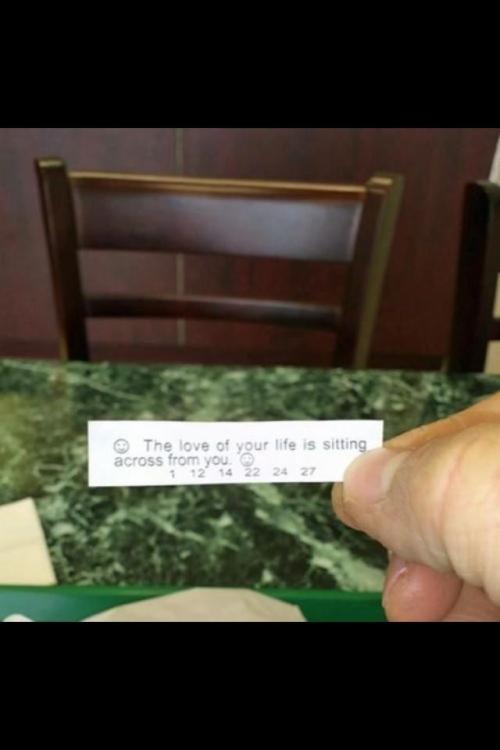 ☺ The love of your life is sitting
across from you. ☺
1 12 14 22 24 27